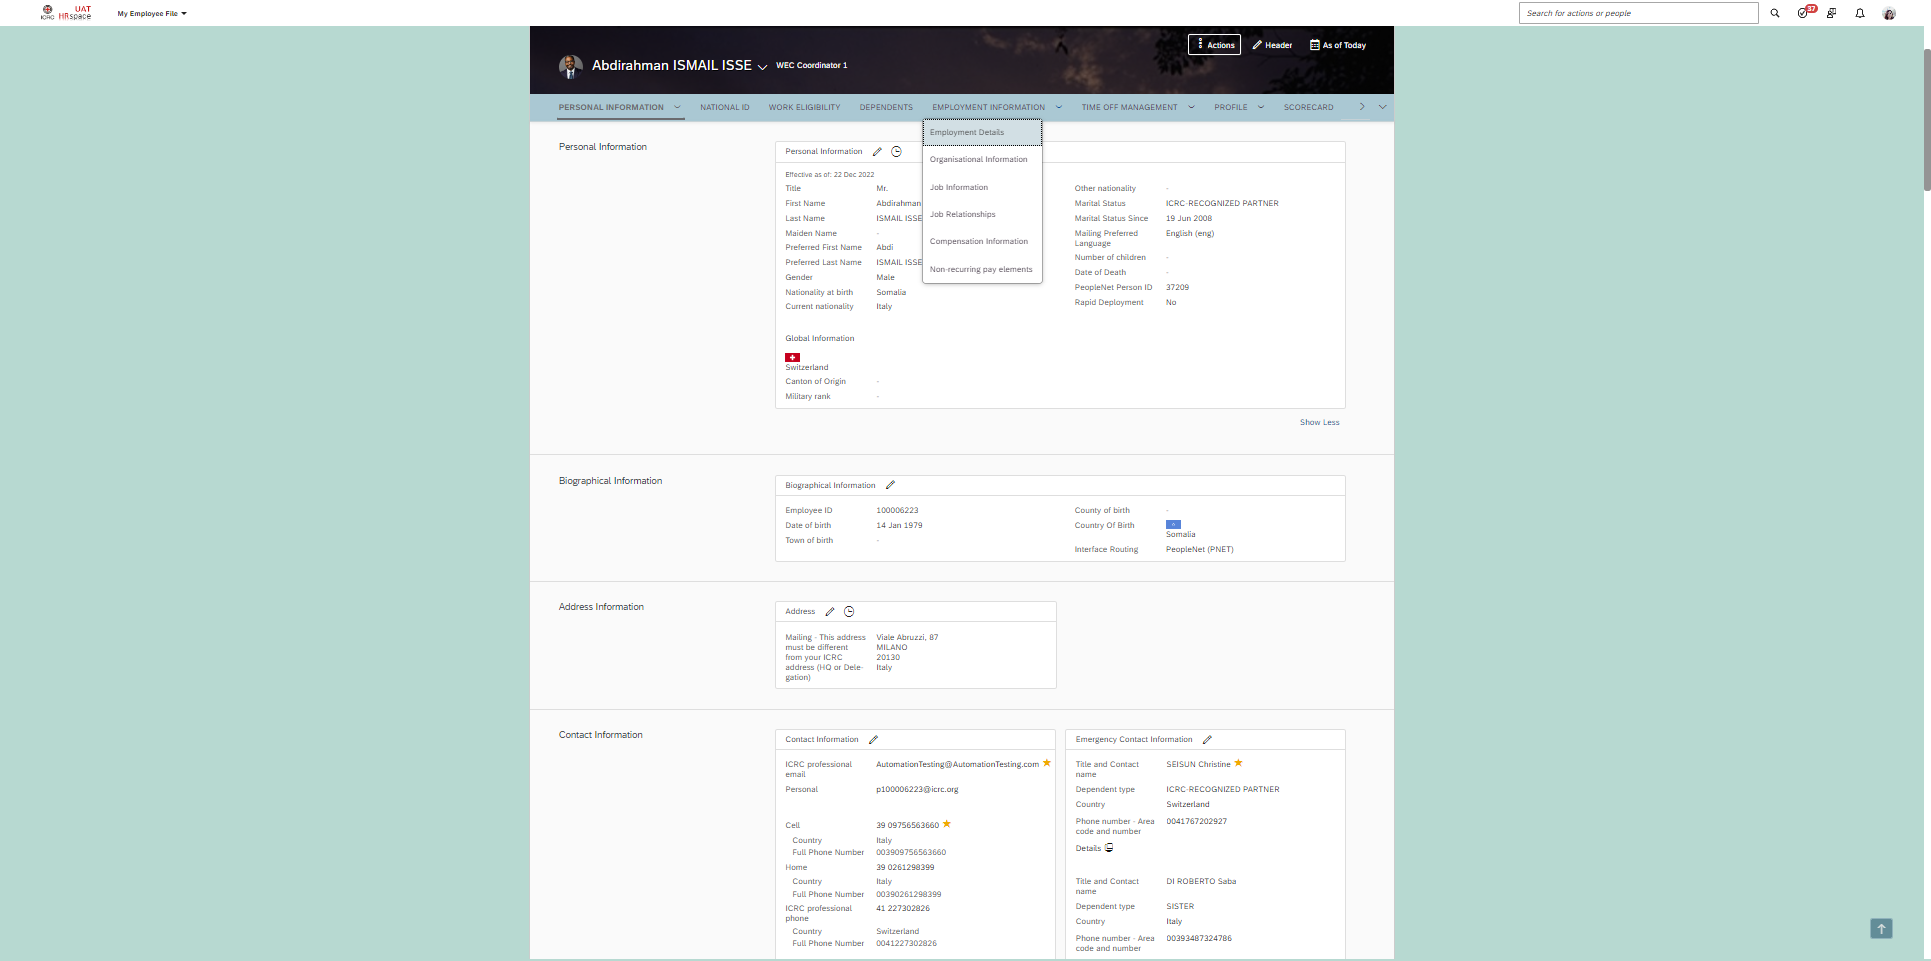 ICRC
UAT
HRspace
My Employee File
Search for actions or people
37
Actions
Header
As of Today
Abdirahman ISMAIL ISSE
WEC Coordinator 1
PERSONAL INFORMATION
NATIONAL ID
WORK ELIGIBILITY
DEPENDENTS
EMPLOYMENT INFORMATION
TIME OFF MANAGEMENT
PROFILE
SCORECARD
Employment Details
Organisational Information
Job Information
Job Relationships
Compensation Information
Non-recurring pay elements
Personal Information
Personal Information
Effective as of: 22 Dec 2022
Title Mr.
First Name Abdirahman
Last Name ISMAIL ISSE
Maiden Name -
Preferred First Name Abdi
Preferred Last Name ISMAIL ISSE
Gender Male
Nationality at birth Somalia
Current nationality Italy
Other nationality -
Marital Status ICRC-RECOGNIZED PARTNER
Marital Status Since 19 Jun 2008
Mailing Preferred English (eng)
Language
Number of children -
Date of Death -
PeopleNet Person ID 37209
Rapid Deployment No
Global Information
Switzerland
Canton of Origin -
Military rank -
Show Less
Biographical Information
Biographical Information
Employee ID 100006223
Date of birth 14 Jan 1979
Town of birth -
County of birth -
Country Of Birth
Somalia
Interface Routing PeopleNet (PNET)
Address Information
Address
Mailing - This address Viale Abruzzi, 87
must be different MILANO
from your ICRC 20130
address (HQ or Dele- Italy
gation)
Contact Information
Contact Information
ICRC professional AutomationTesting@AutomationTesting.com
email
Personal p100006223@icrc.org
Cell 39 09756563660
Country Italy
Full Phone Number 003909756563660
Home 39 0261298399
Country Italy
Full Phone Number 00390261298399
ICRC professional 41 227302826
phone
Country Switzerland
Full Phone Number 0041227302826
Emergency Contact Information
Title and Contact SEISUN Christine
name
Dependent type ICRC-RECOGNIZED PARTNER
Country Switzerland
Phone number - Area 0041767202927
code and number
Details
Title and Contact DI ROBERTO Saba
name
Dependent type SISTER
Country Italy
Phone number - Area 00393487324786
code and number